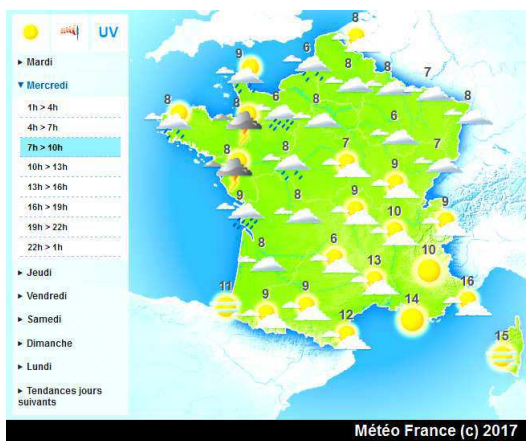 UV
▸ Mardi
▾ Mercredi
1h > 4h
4h > 7h
7h > 10h
10h > 13h
13h > 16h
16h > 19h
19h > 22h
22h > 1h
▸ Jeudi
▸ Vendredi
▸ Samedi
▸ Dimanche
▸ Lundi
▸ Tendances jours
suivants
8
9 6
8 8 7
8 8 6 8 8
6
8 8 7 7
9
9 8 10 9
8 6 13 10
11 9 9 12 14 16
15
Météo France (c) 2017